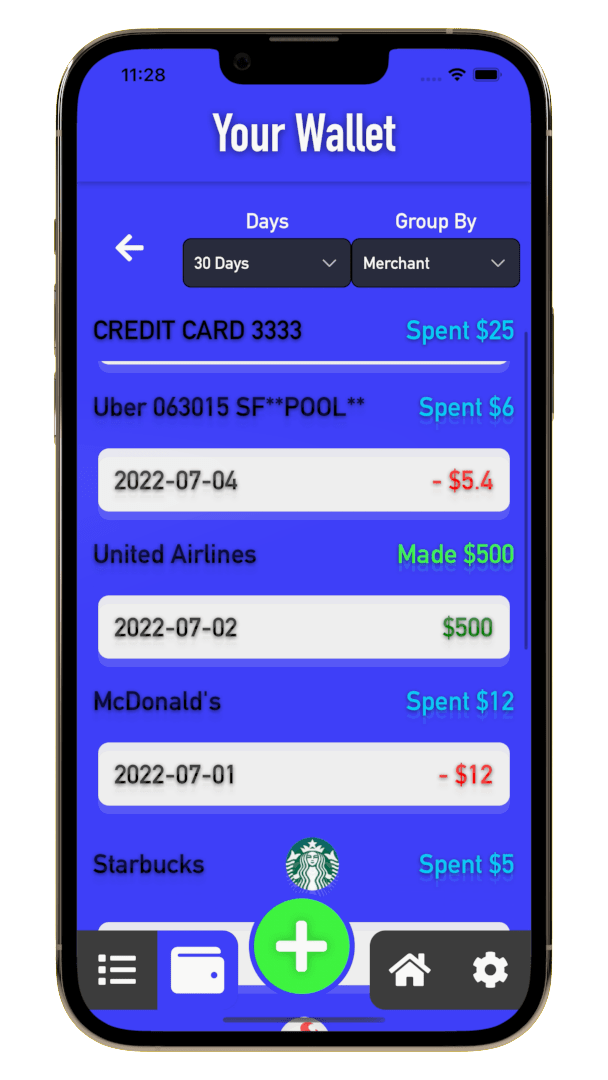 11:28
Your Wallet
Days Group By
30 Days Merchant
CREDIT CARD 3333 Spent $25
Uber 063015 SF**POOL** Spent $6
2022-07-04 - $5.4
United Airlines Made $500
2022-07-02 $500
McDonald's Spent $12
2022-07-01 - $12
Starbucks Spent $5